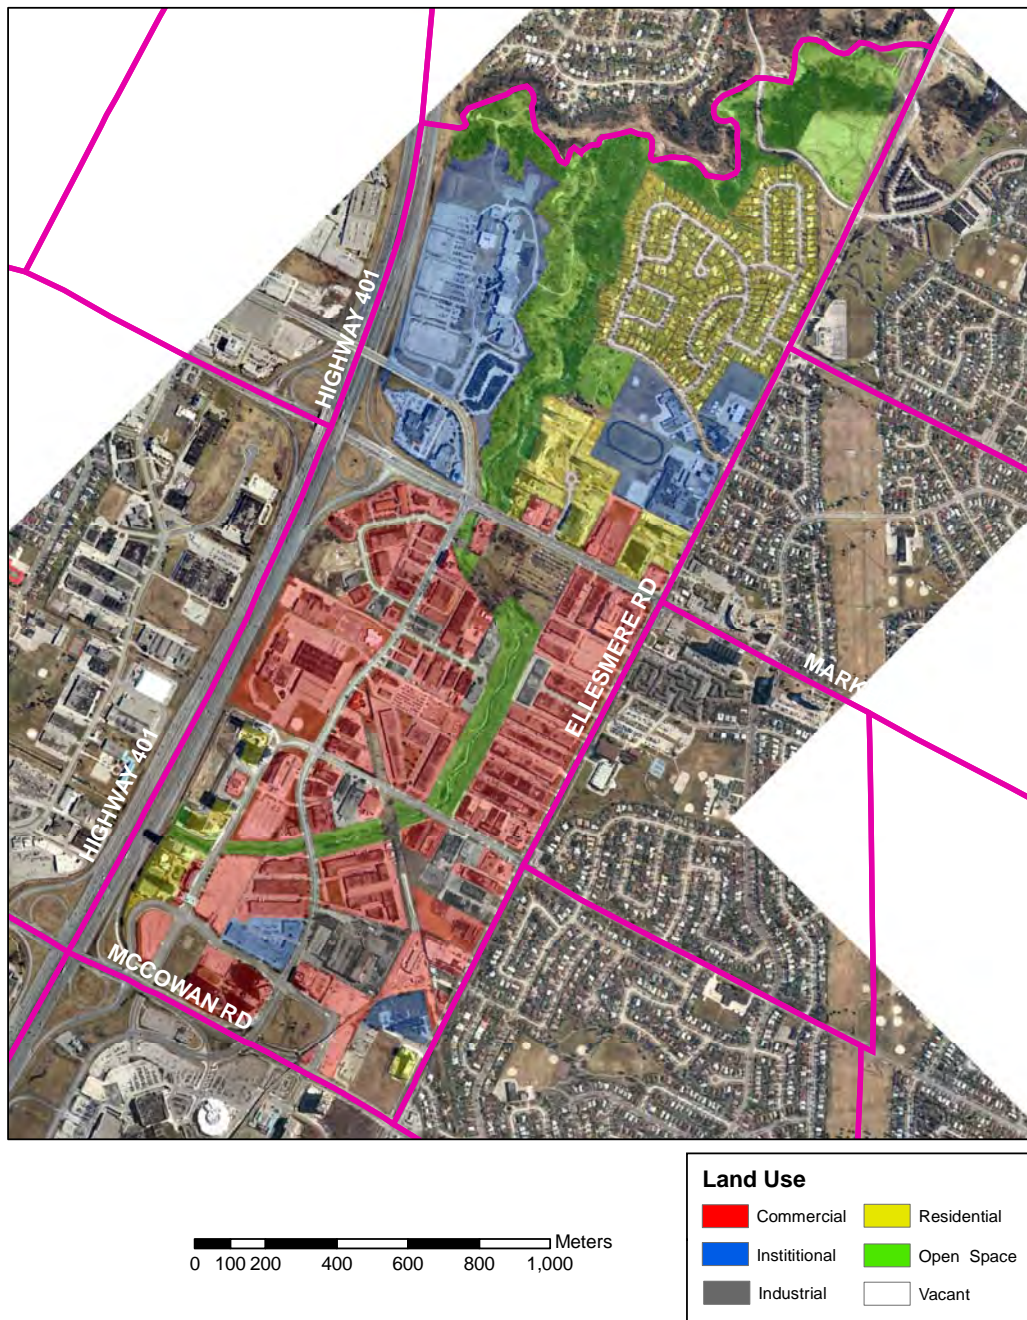 HIGHWAY 401
ELLESMERE RD
MARK
HIGHWAY 401
MCCOWAN RD
Land Use
Commercial
Residential
Instititional
Open Space
Industrial
Vacant
Meters
0 100 200 400 600 800 1,000